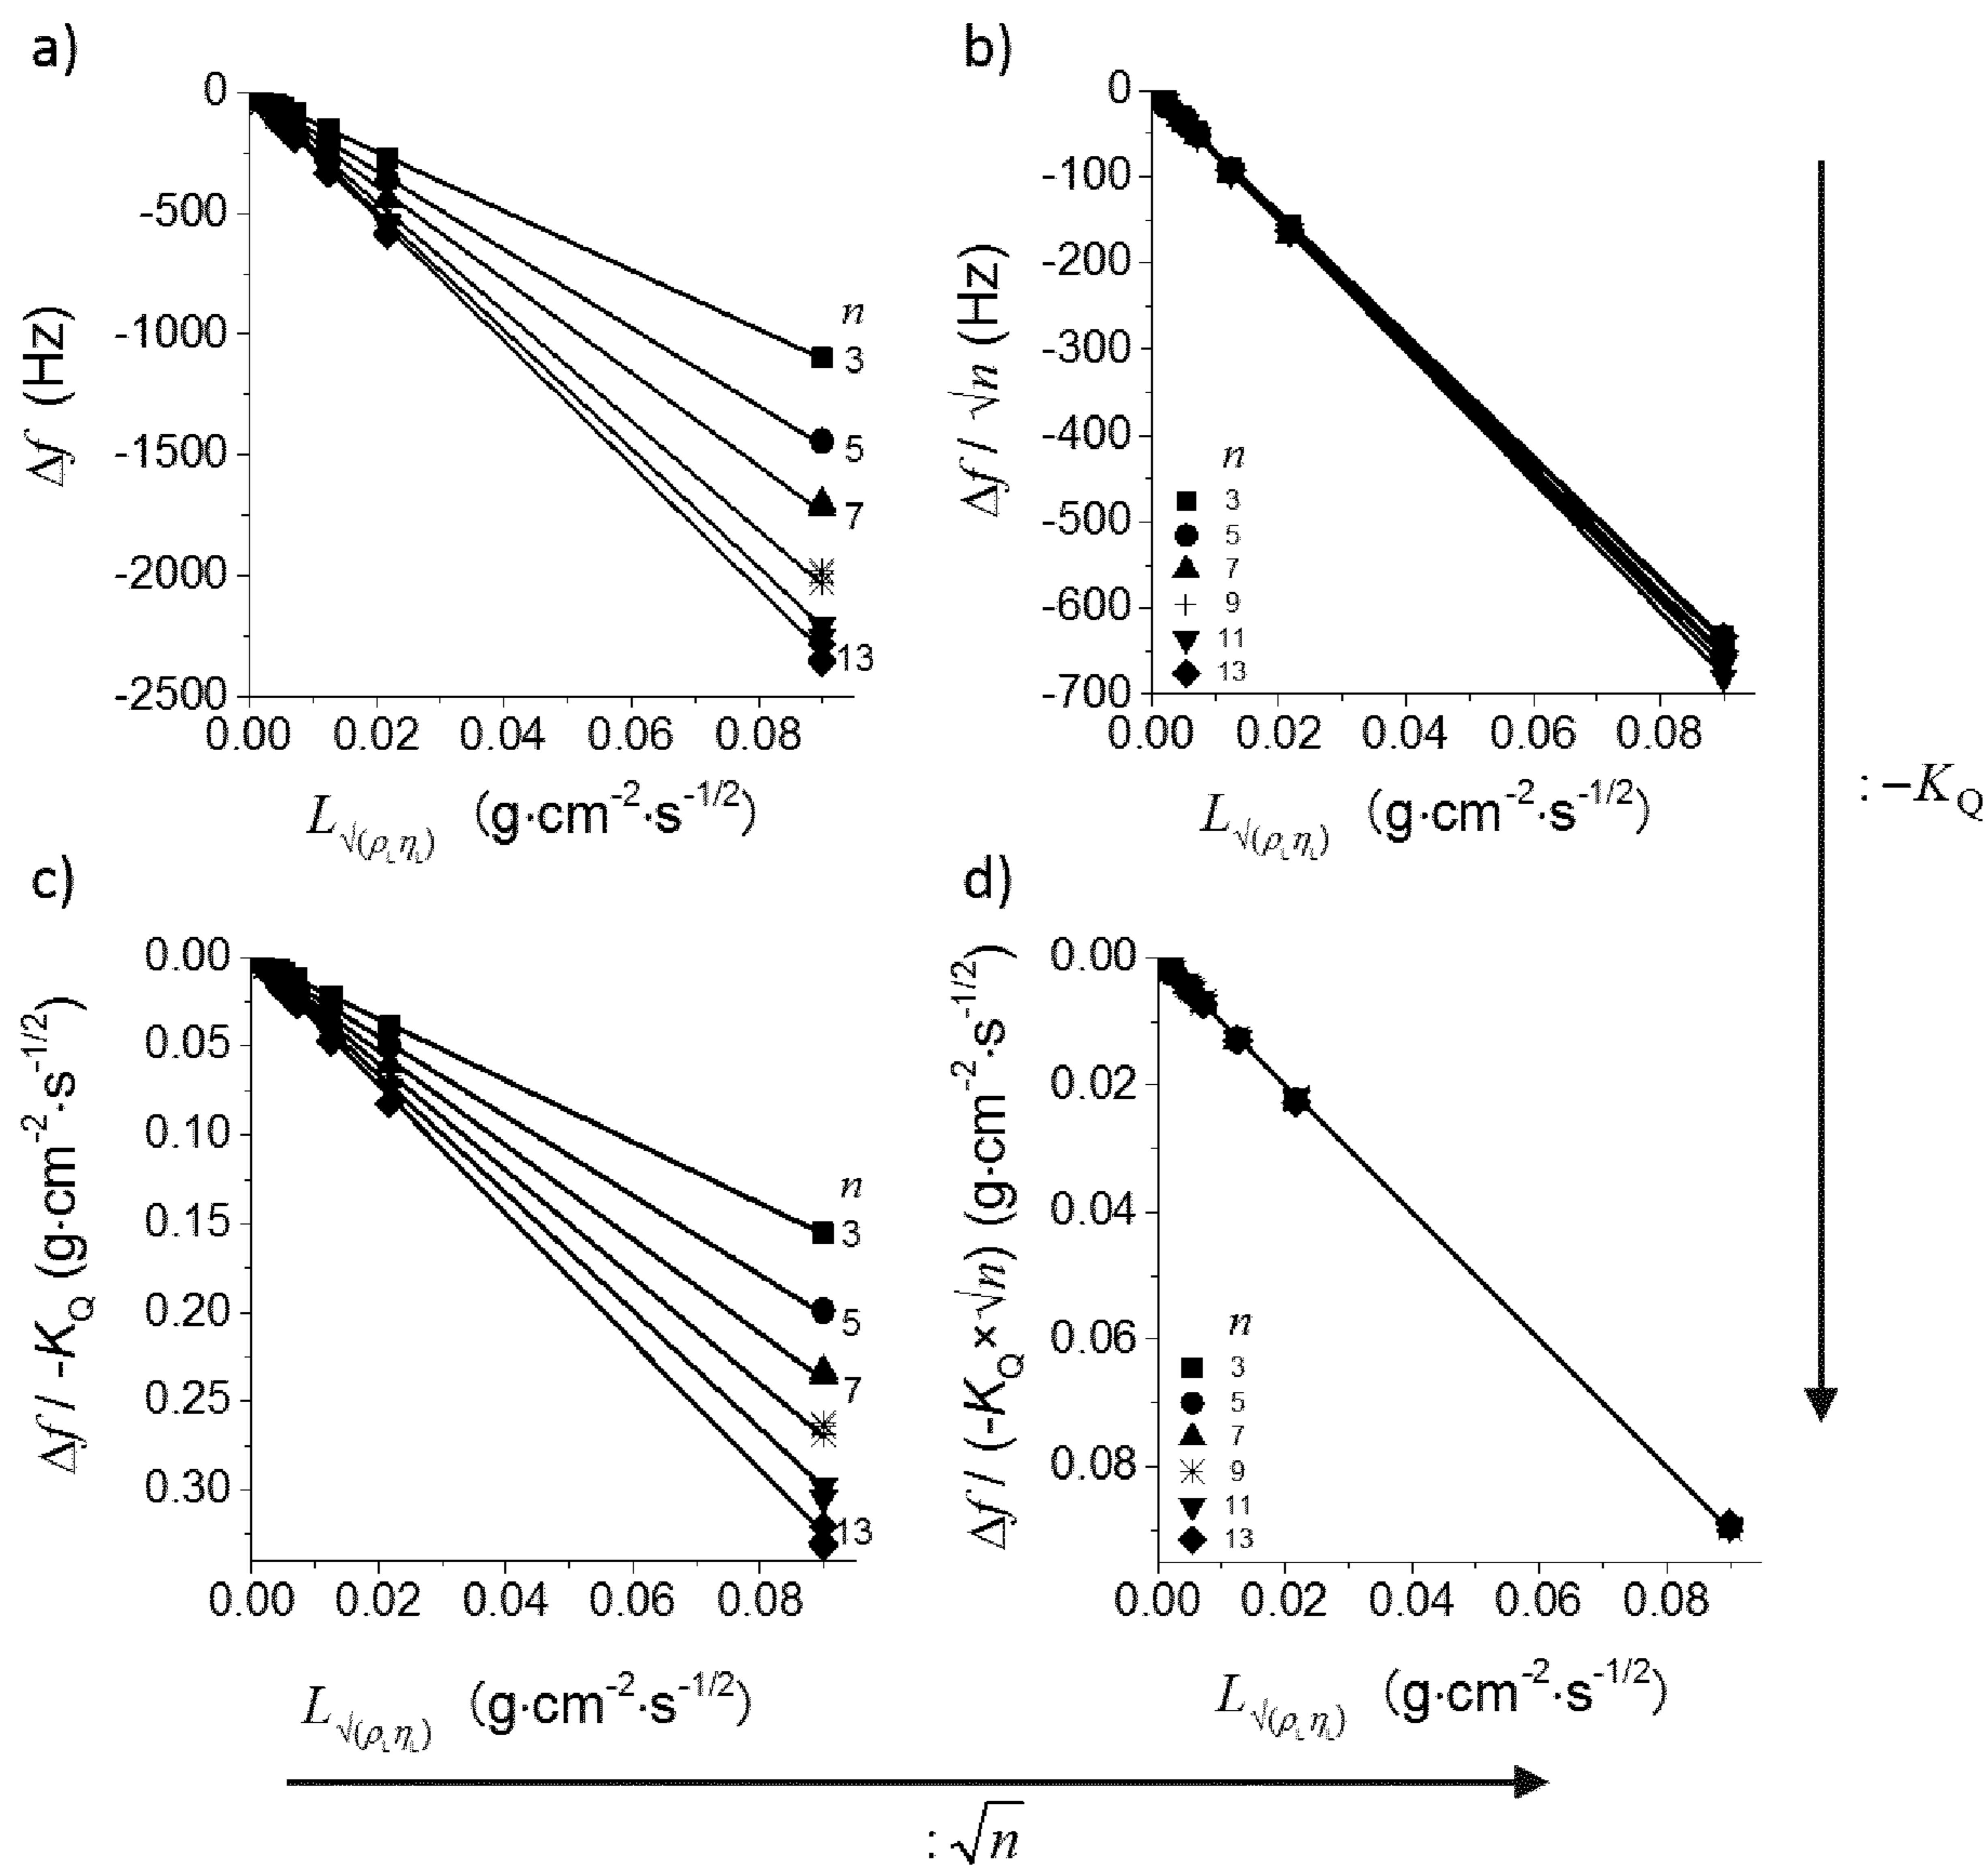 a)
0
-500
-1000
-1500
-2000
-2500
Δf (Hz)
n
3
5
7
13
0.00 0.02 0.04 0.06 0.08
L√(ρLηL) (g·cm-2·s-1/2)
b)
0
-100
-200
-300
-400
-500
-600
-700
Δf / √n (Hz)
n
3
5
7
9
11
13
0.00 0.02 0.04 0.06 0.08
L√(ρLηL) (g·cm-2·s-1/2)
: −KQ
c)
0.00
0.05
0.10
0.15
0.20
0.25
0.30
Δf / -KQ (g·cm-2·s-1/2)
n
3
5
7
13
0.00 0.02 0.04 0.06 0.08
L√(ρLηL) (g·cm-2·s-1/2)
d)
0.00
0.02
0.04
0.06
0.08
Δf / (-KQ×√n) (g·cm-2·s-1/2)
n
3
5
7
9
11
13
0.00 0.02 0.04 0.06 0.08
L√(ρLηL) (g·cm-2·s-1/2)
: √n